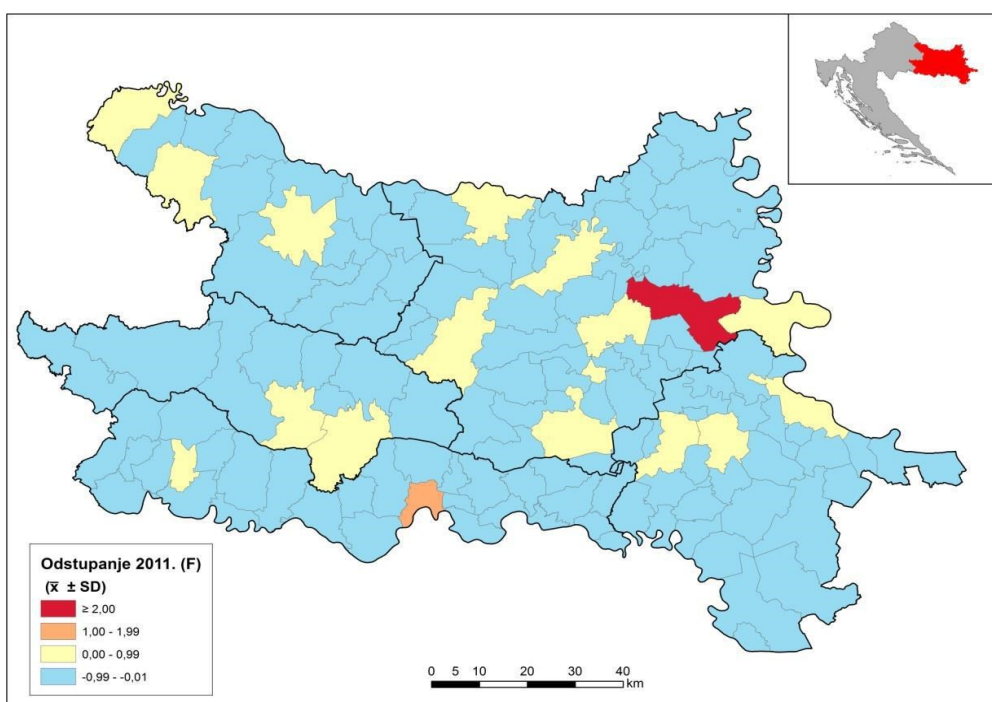 Odstupanje 2011. (F)
(x̅ ± SD)
≥ 2,00
1,00 - 1,99
0,00 - 0,99
-0,99 - -0,01
0 5 10 20 30 40
km